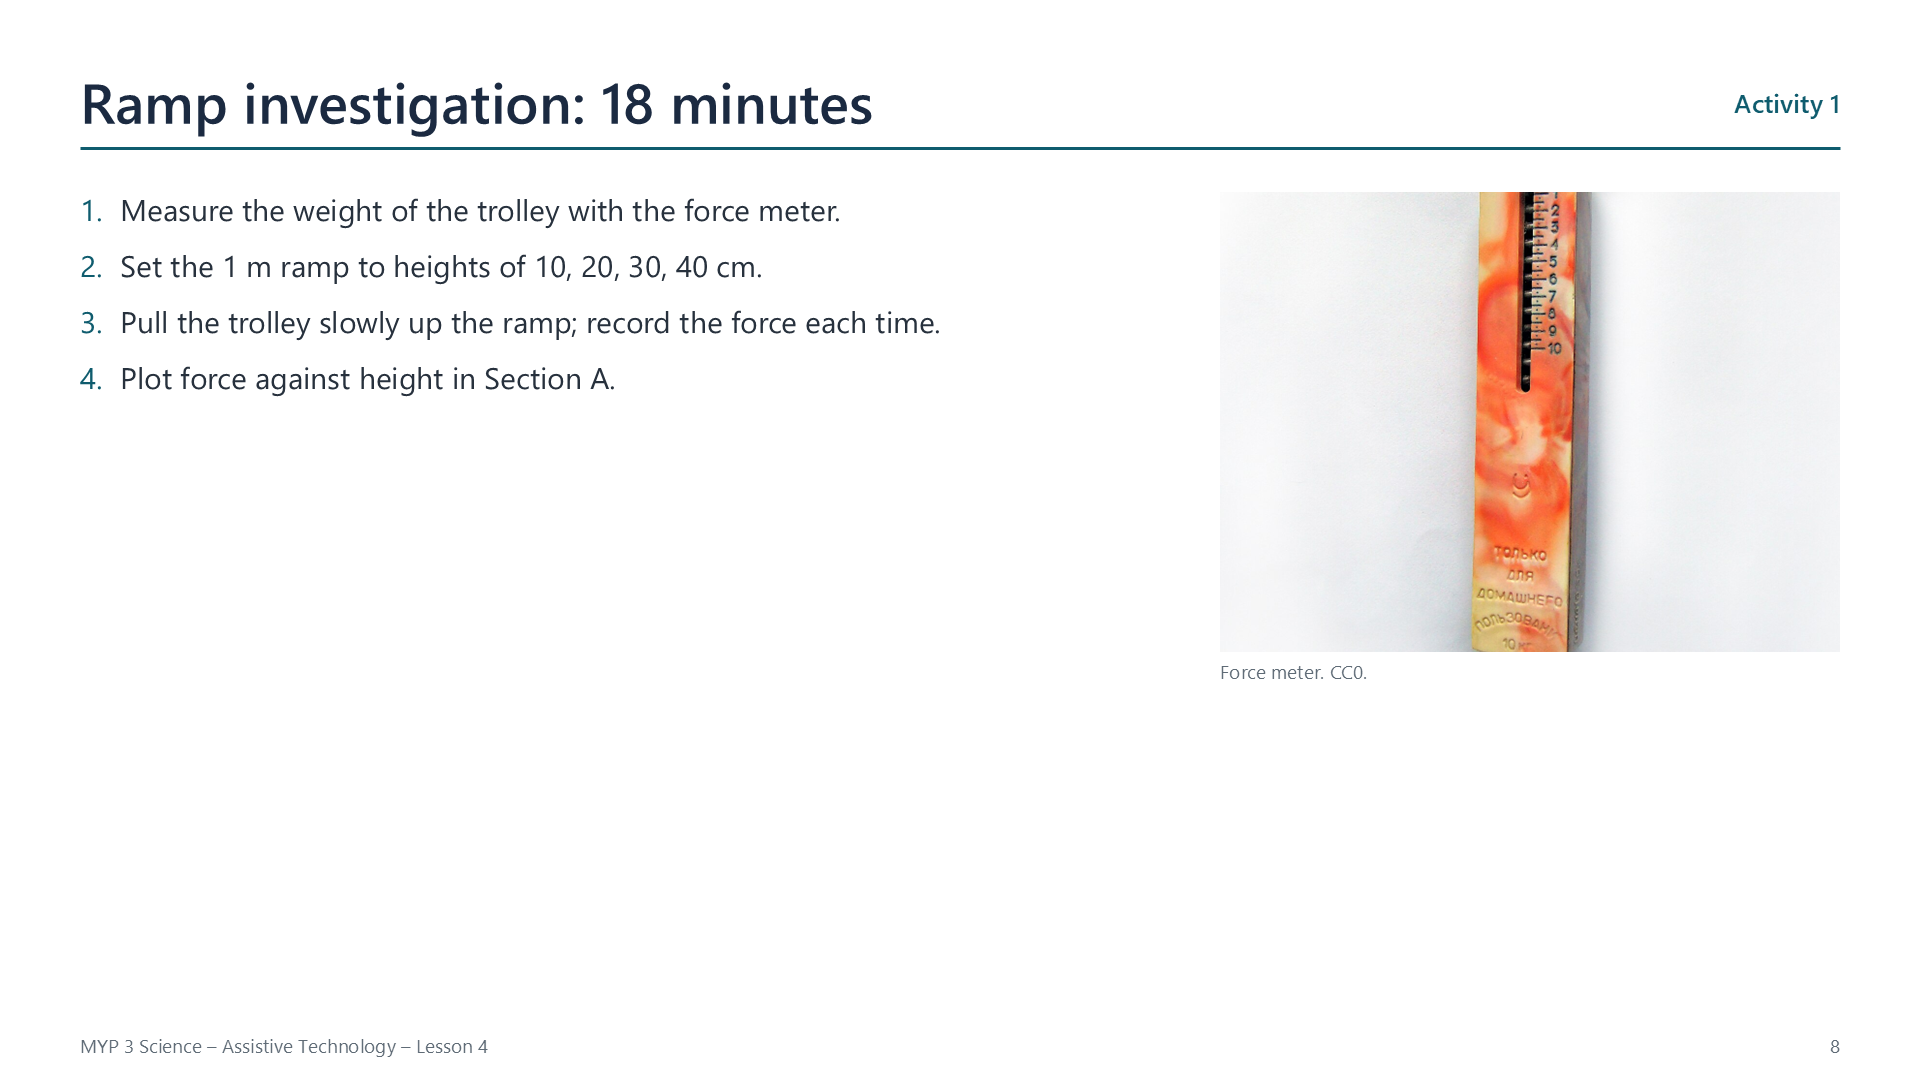 Ramp investigation: 18 minutes
Activity 1
1. Measure the weight of the trolley with the force meter.
2. Set the 1 m ramp to heights of 10, 20, 30, 40 cm.
3. Pull the trolley slowly up the ramp; record the force each time.
4. Plot force against height in Section A.
2
3
4
5
6
7
8
9
10
ТОЛЬКО
ДЛЯ
ДОМАШНЕГО
10 кг
Force meter. CC0.
MYP 3 Science – Assistive Technology – Lesson 4
8